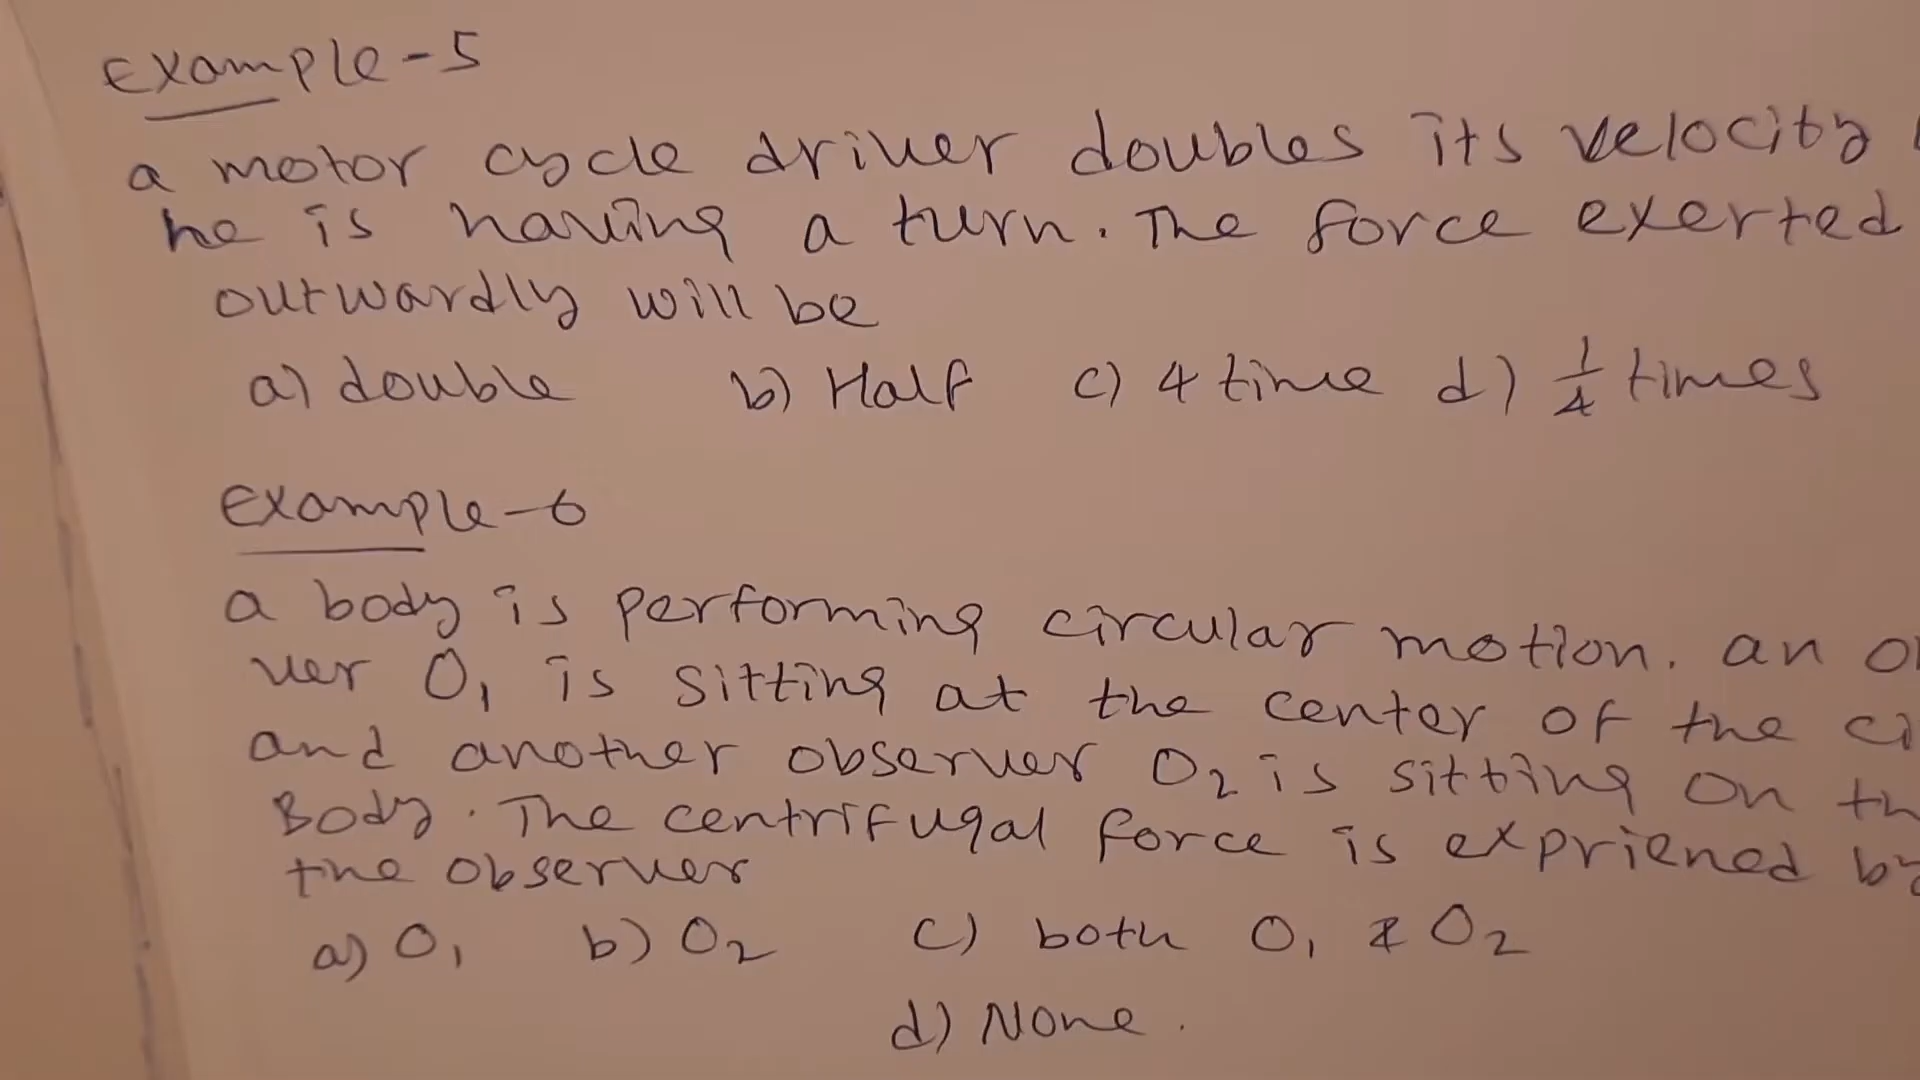 Example-5
a motor cycle driver doubles its velocity
he is having a turn. The force exerted
outwardly will be
a) double b) Half c) 4 time d) 1/4 times
Example-6
a body is performing circular motion. an
ver O1 is sitting at the center of the
and another observer O2 is sitting on
Body. The centrifugal force is expriened
the observer
a) O1 b) O2 c) both O1 & O2
d) None.